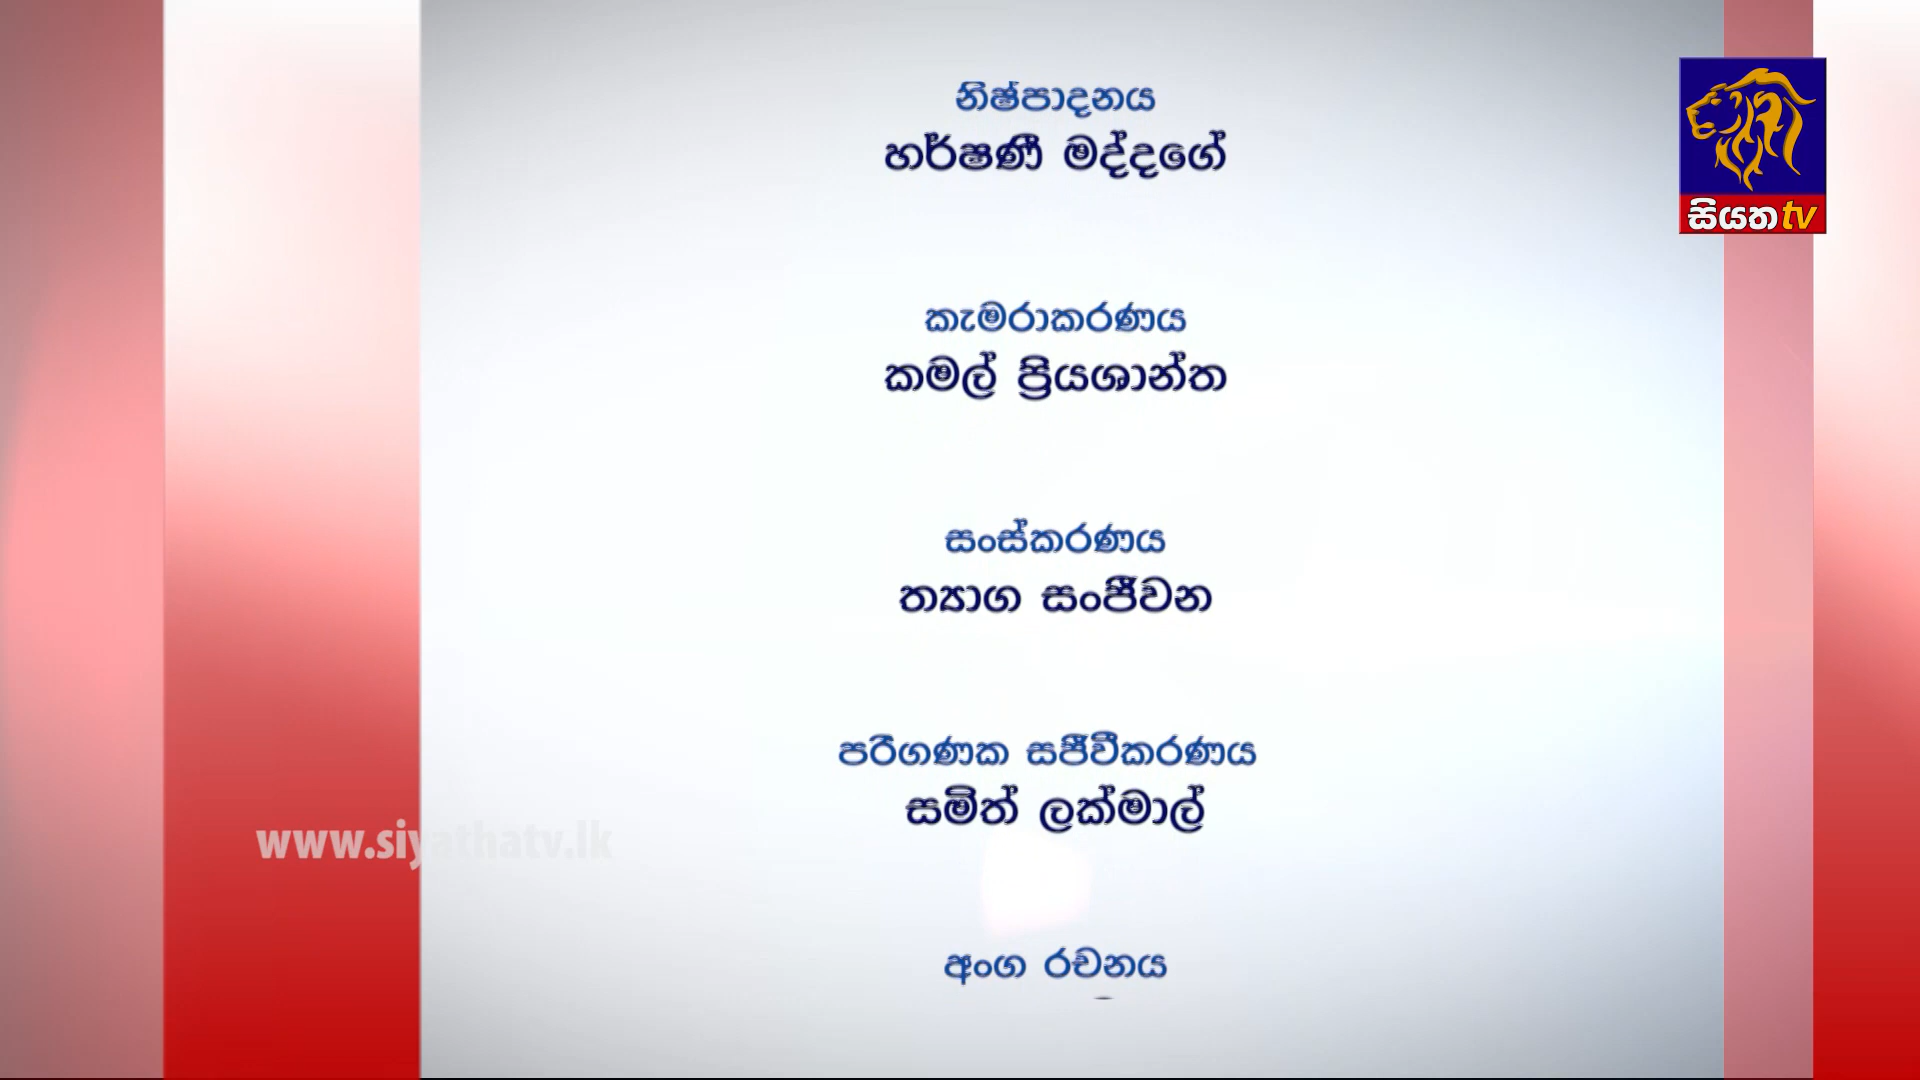 නිෂ්පාදනය
හර්ෂණී මද්දගේ
සියත tv
කැමරාකරණය
කමල් ප්‍රියශාන්ත
සංස්කරණය
ත්‍යාග සංජීවන
පරිගණක සජීවීකරණය
සමිත් ලක්මාල්
www.siyathatv.lk
අංග රචනය